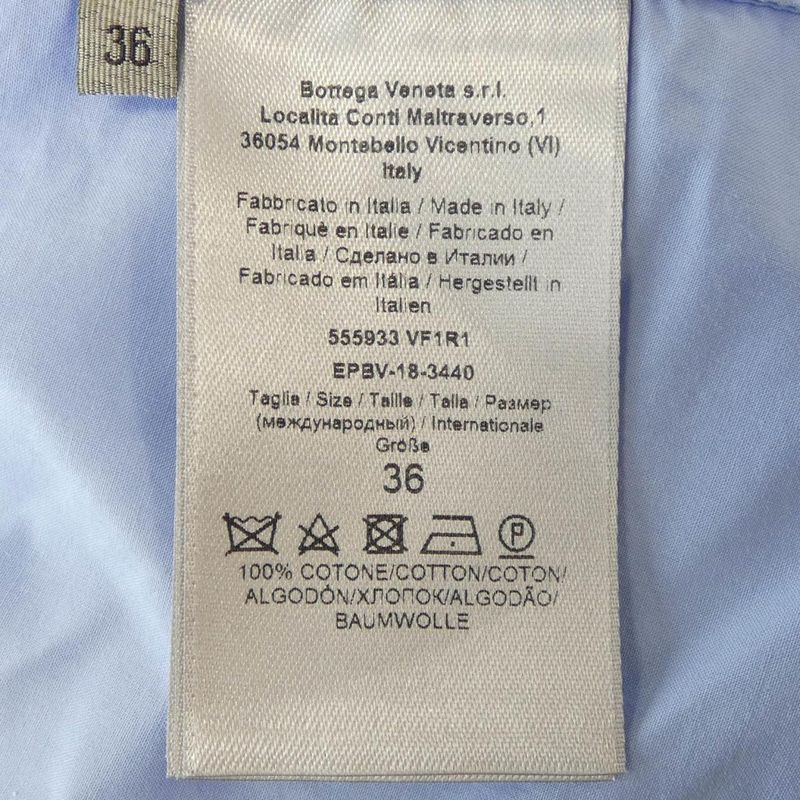 36
Bottega Veneta s.r.l.
Localita Conti Maltraverso,1
36054 Montebello Vicentino (VI)
Italy
Fabbricato in Italia / Made in Italy /
Fabriquè en Italie / Fabricado en
Italia / Сделано в Италии /
Fabricado em Itália / Hergestellt in
Italien
555933 VF1R1
EPBV-18-3440
Taglia / Size / Taille / Talla / Размер
(международный) / Internationale
Größe
36
P
100% COTONE/COTTON/COTON/
ALGODÓN/ХЛОПОК/ALGODÃO/
BAUMWOLLE